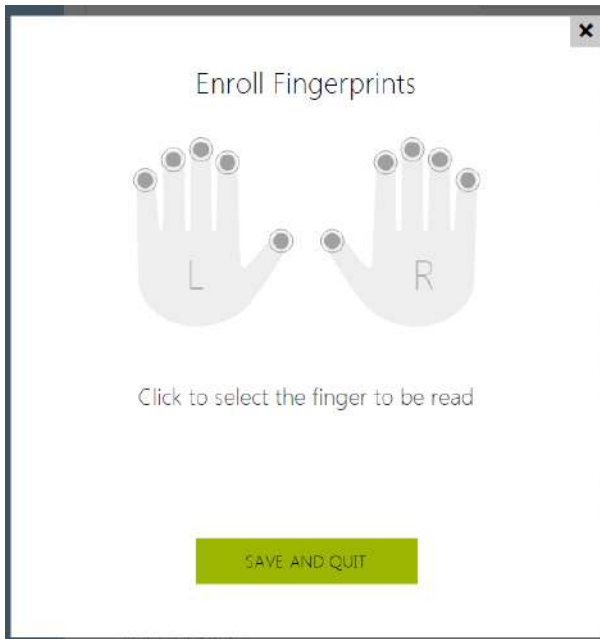 Enroll Fingerprints
L
R
Click to select the finger to be read
SAVE AND QUIT